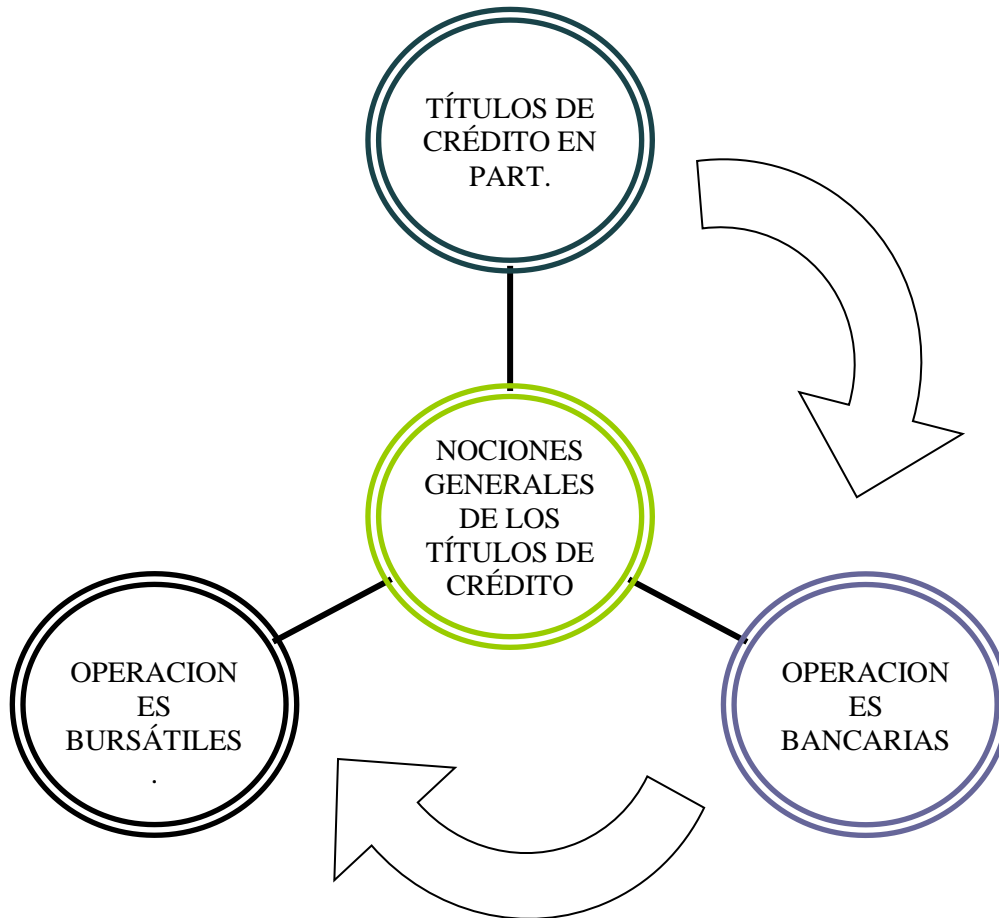 TÍTULOS DE
CRÉDITO EN
PART.
NOCIONES
GENERALES
DE LOS
TÍTULOS DE
CRÉDITO
OPERACION
ES
BURSÁTILES
.
OPERACION
ES
BANCARIAS